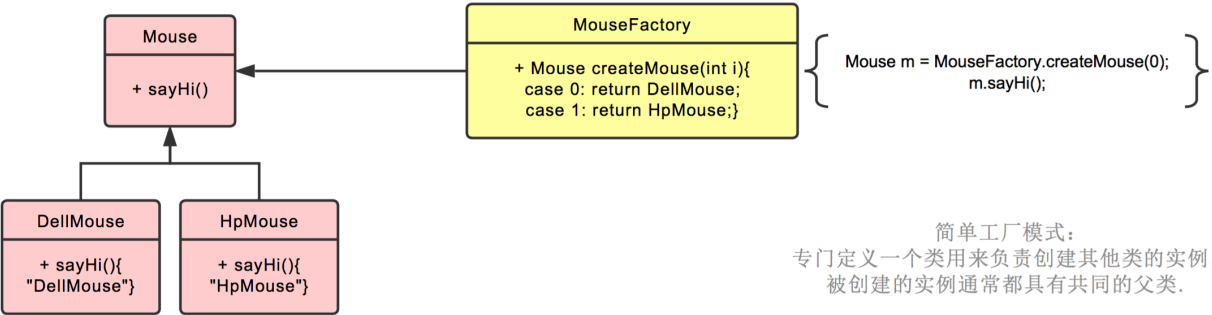 Mouse
+ sayHi()
MouseFactory
+ Mouse createMouse(int i){
case 0: return DellMouse;
case 1: return HpMouse;}
Mouse m = MouseFactory.createMouse(0);
m.sayHi();
DellMouse
+ sayHi(){
"DellMouse"}
HpMouse
+ sayHi(){
"HpMouse"}
简单工厂模式：
专门定义一个类用来负责创建其他类的实例
被创建的实例通常都具有共同的父类.